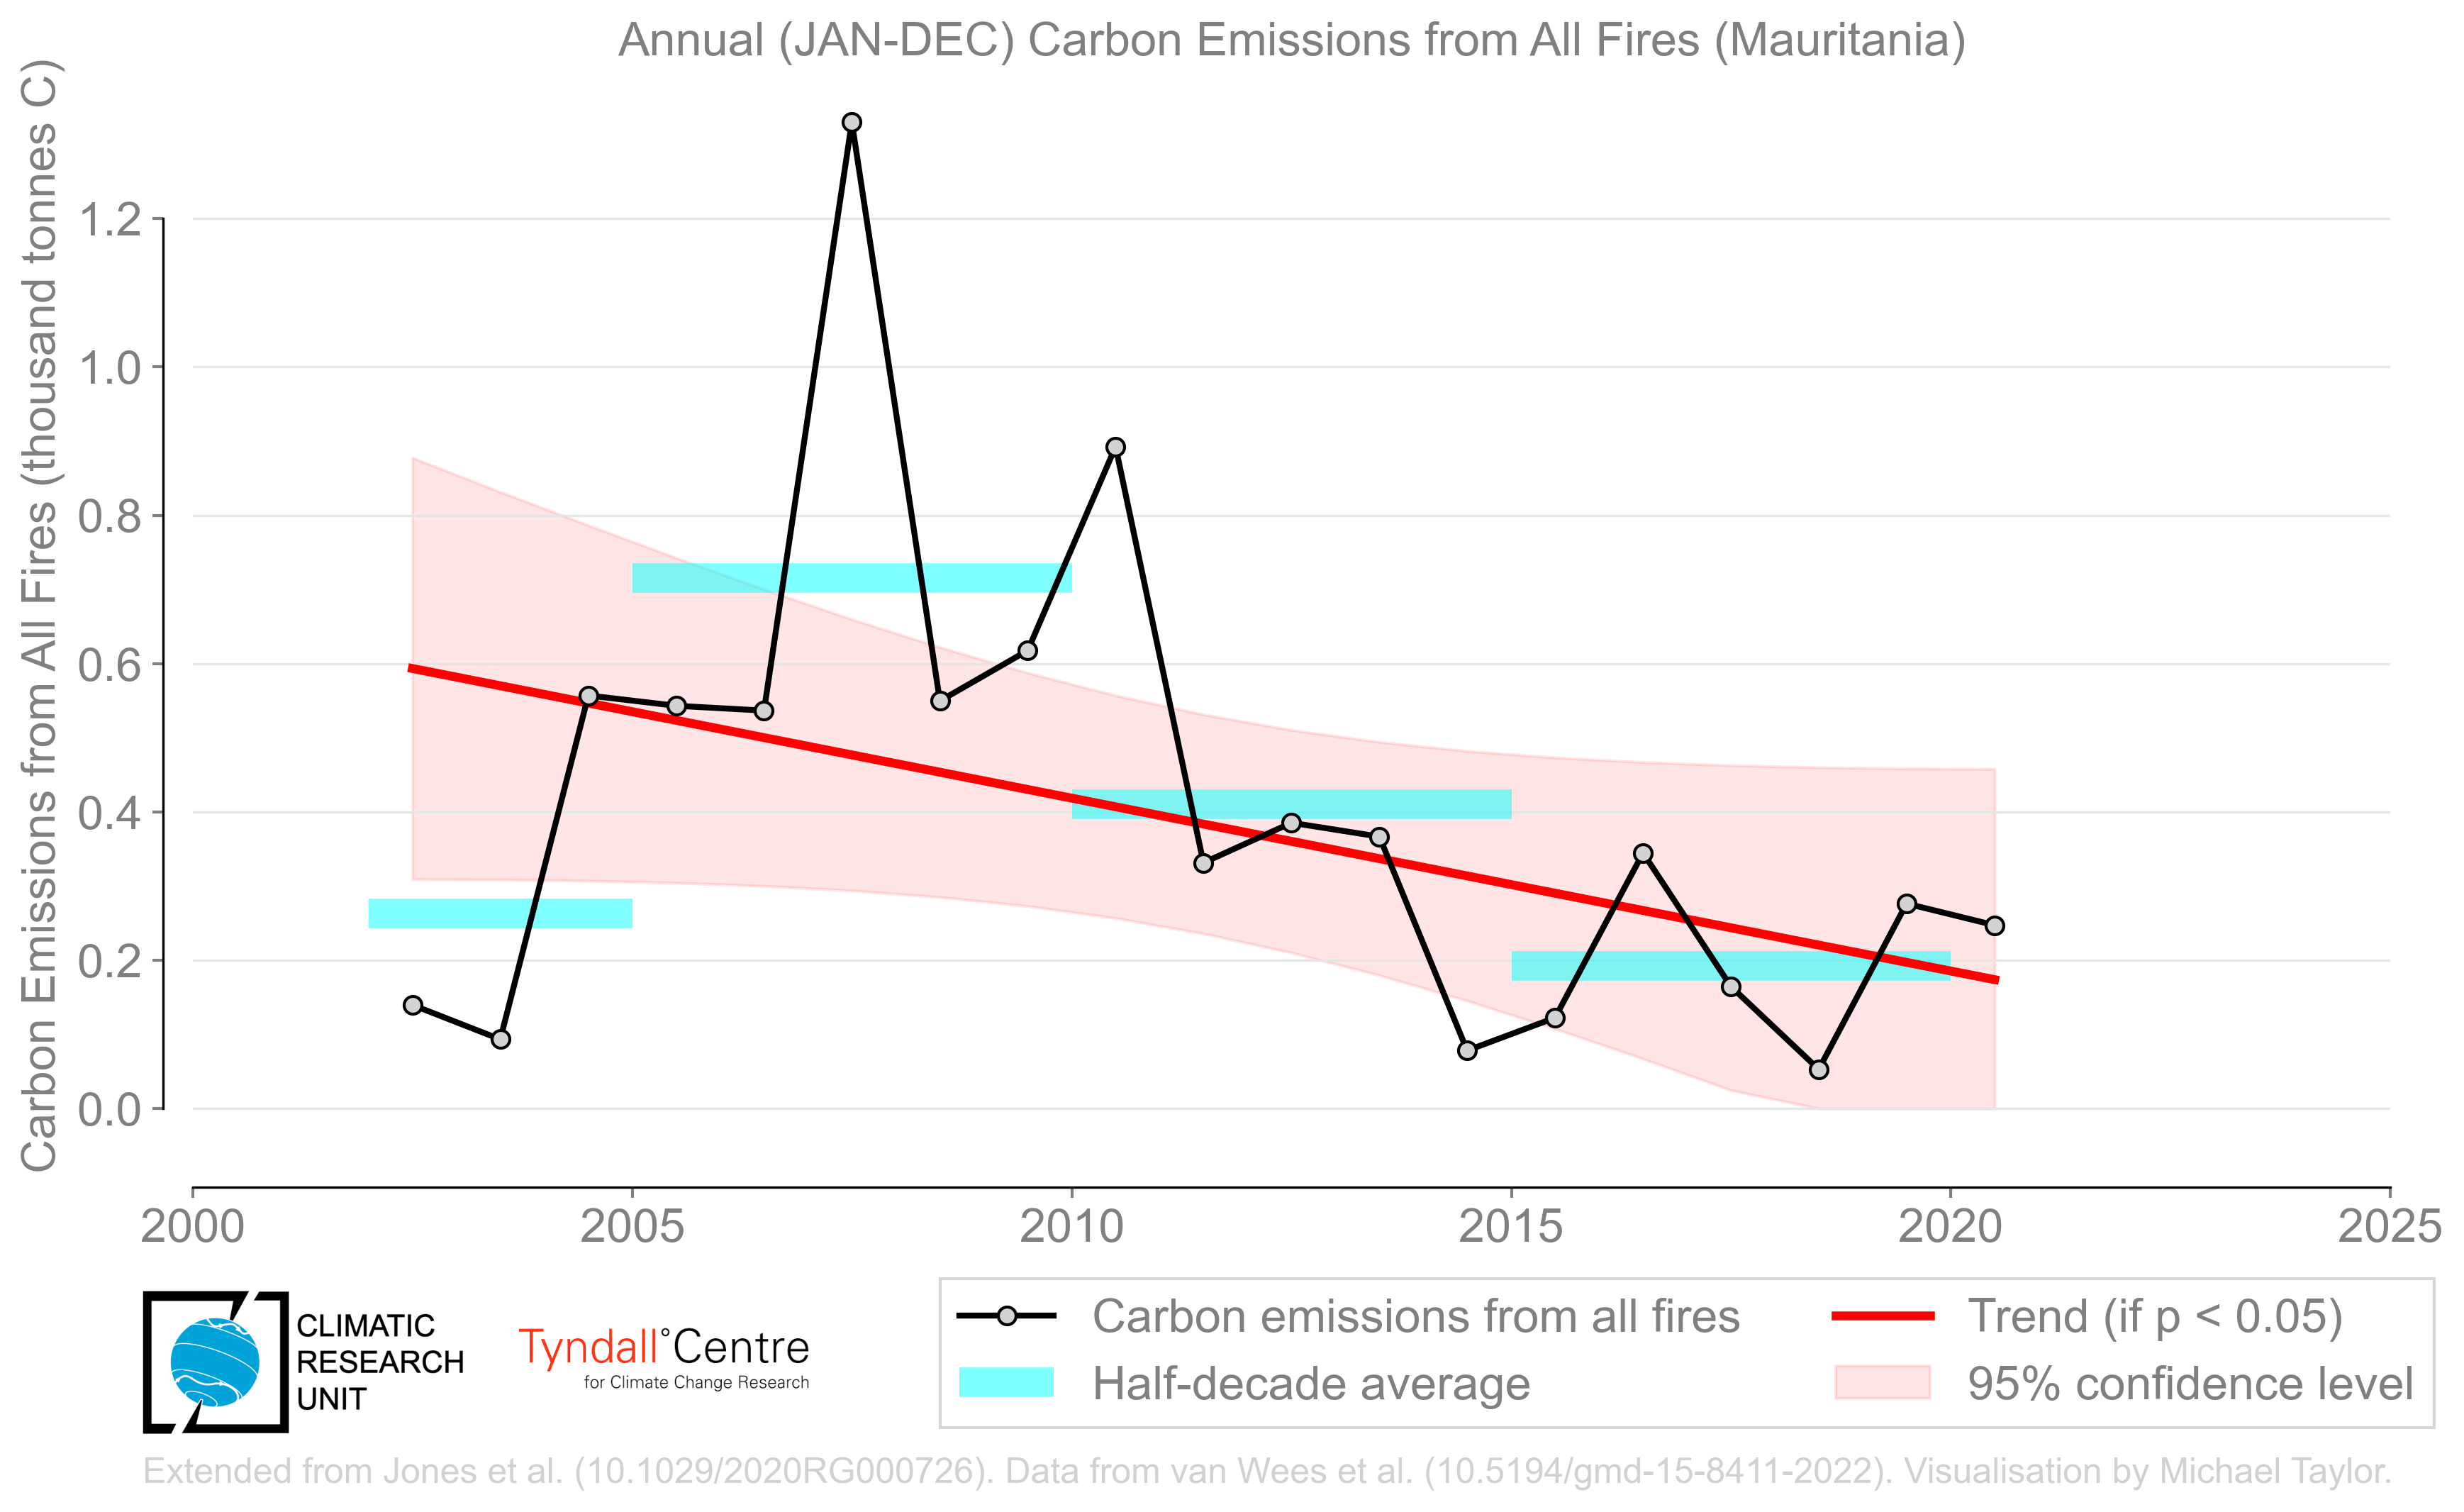 Annual (JAN-DEC) Carbon Emissions from All Fires (Mauritania)
Carbon Emissions from All Fires (thousand tonnes C)
1.2
1.0
0.8
0.6
0.4
0.2
0.0
2000 2005 2010 2015 2020 2025
CLIMATIC
RESEARCH
UNIT
Tyndall°Centre
for Climate Change Research
Carbon emissions from all fires
Half-decade average
Trend (if p < 0.05)
95% confidence level
Extended from Jones et al. (10.1029/2020RG000726). Data from van Wees et al. (10.5194/gmd-15-8411-2022). Visualisation by Michael Taylor.